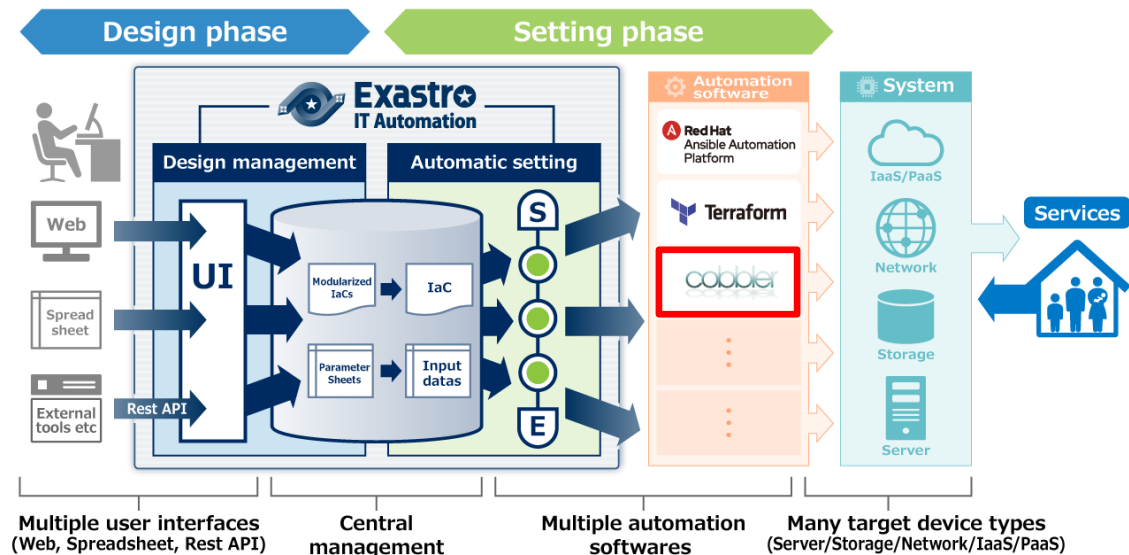 Design phase
Setting phase
Exastro
IT Automation
Automation
software
System
Design management
Automatic setting
Red Hat
Ansible Automation
Platform
IaaS/PaaS
Web
UI
S
Terraform
Services
Modularized
IaCs
IaC
cobbler
Network
Spread
sheet
Storage
Parameter
Sheets
Input
datas
External
tools etc
Rest API
E
Server
Multiple user interfaces
(Web, Spreadsheet, Rest API)
Central
management
Multiple automation
softwares
Many target device types
(Server/Storage/Network/IaaS/PaaS)